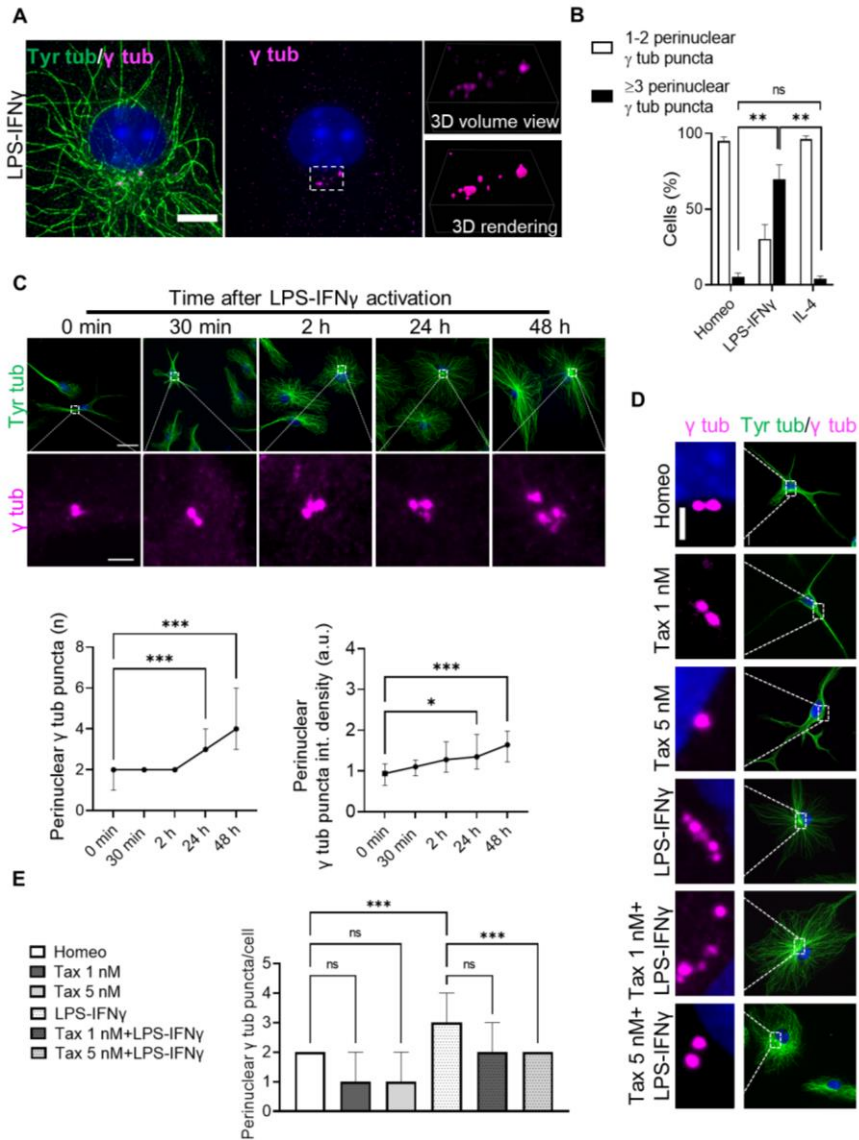 A
Tyr tub/γ tub
γ tub
LPS-IFNγ
3D volume view
3D rendering
B
1-2 perinuclear
γ tub puncta
≥3 perinuclear
γ tub puncta
ns
** **
100
50
0
Cells (%)
Homeo
LPS-IFNγ
IL-4
C
Time after LPS-IFNγ activation
0 min 30 min 2 h 24 h 48 h
Tyr tub
γ tub
***
***
8
6
4
2
0
Perinuclear γ tub puncta (n)
0 min
30 min
2 h
24 h
48 h
***
*
4
3
2
1
0
Perinuclear
γ tub puncta int. density (a.u.)
0 min
30 min
2 h
24 h
48 h
D
γ tub Tyr tub/γ tub
Homeo
Tax 1 nM
Tax 5 nM
LPS-IFNγ
Tax 1 nM+
LPS-IFNγ
Tax 5 nM+
LPS-IFNγ
E
Homeo
Tax 1 nM
Tax 5 nM
LPS-IFNγ
Tax 1 nM+LPS-IFNγ
Tax 5 nM+LPS-IFNγ
***
ns
***
ns
ns
5
4
3
2
1
0
Perinuclear γ tub puncta/cell